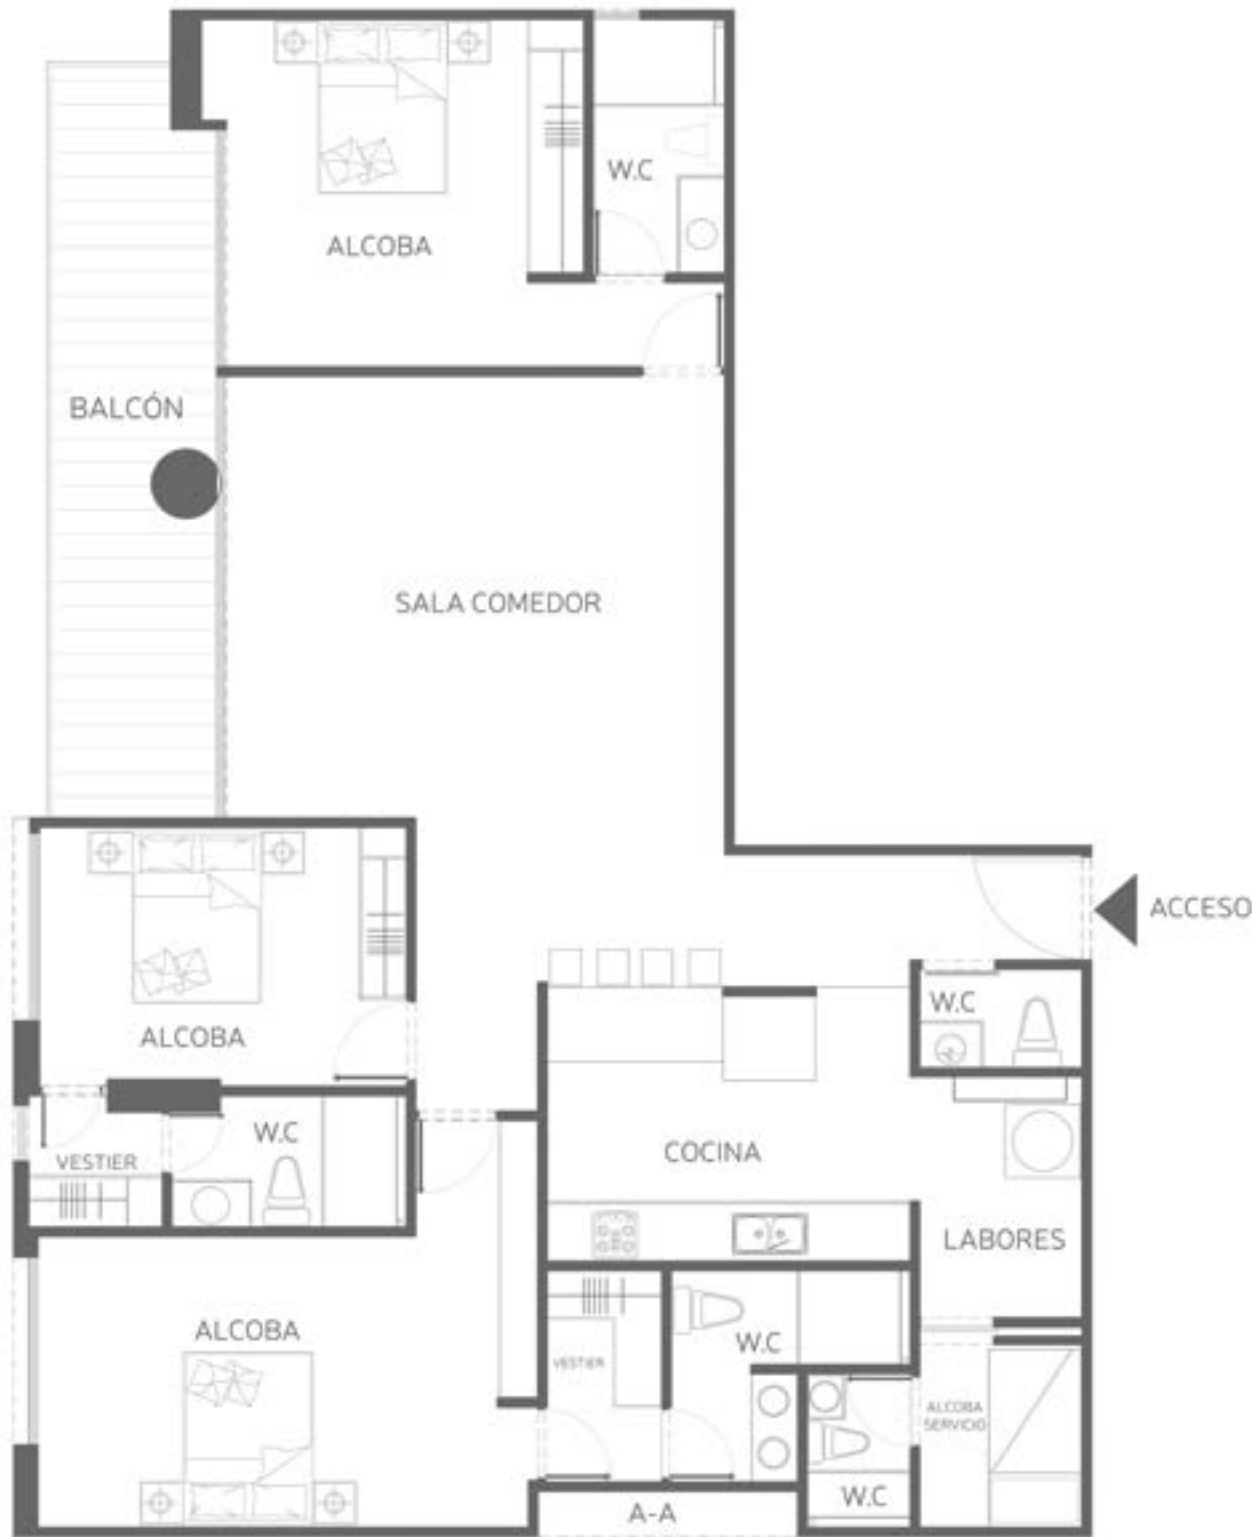 W.C
ALCOBA
BALCÓN
SALA COMEDOR
ACCESO
W.C
ALCOBA
W.C
COCINA
VESTIER
LABORES
ALCOBA
W.C
VESTIER
ALCOBA
SERVICIO
W.C
A-A